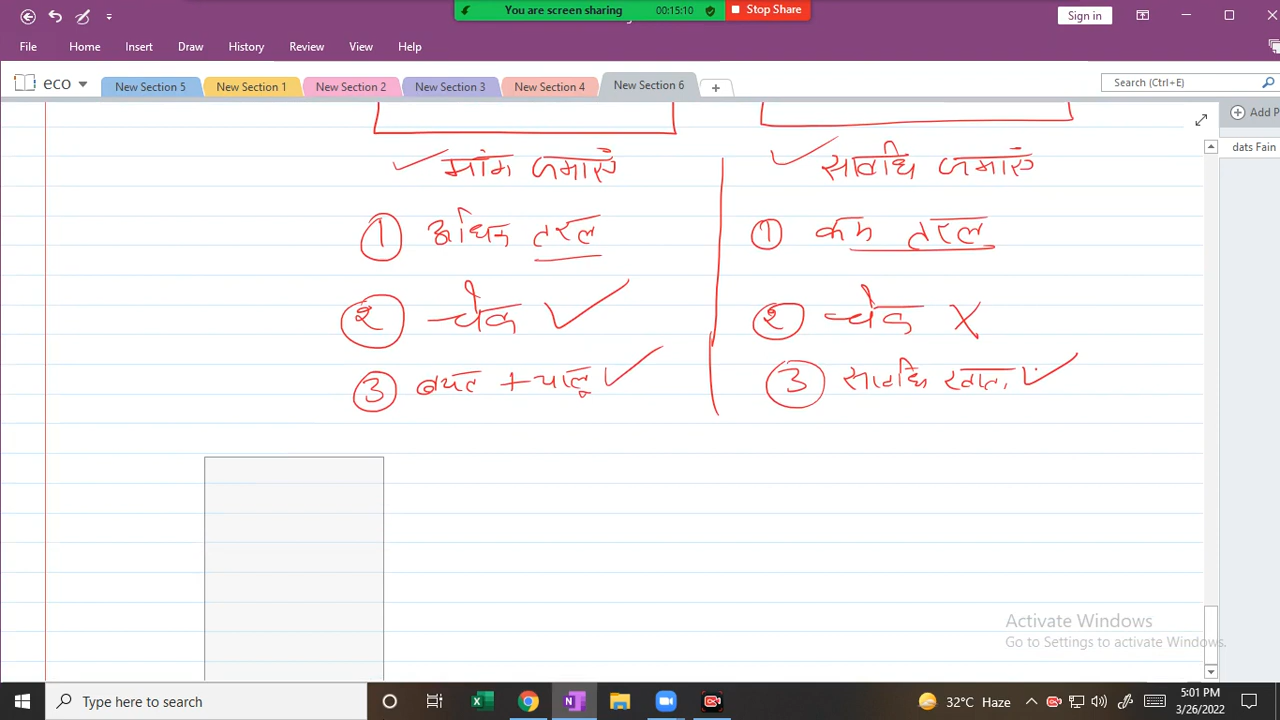 You are screen sharing 00:15:10 Stop Share
Sign in
File Home Insert Draw History Review View Help
eco New Section 5 New Section 1 New Section 2 New Section 3 New Section 4 New Section 6 + Search (Ctrl+E)
Add P
dats Fain
मांग जमाएं
① अधिक तरल
② चेक ✓
③ बचत + चालू ✓
सावधि जमाएं
① कम तरल
② चेक X
③ सावधि खाता ✓
Activate Windows
Go to Settings to activate Windows.
Type here to search
32°C Haze
5:01 PM
3/26/2022